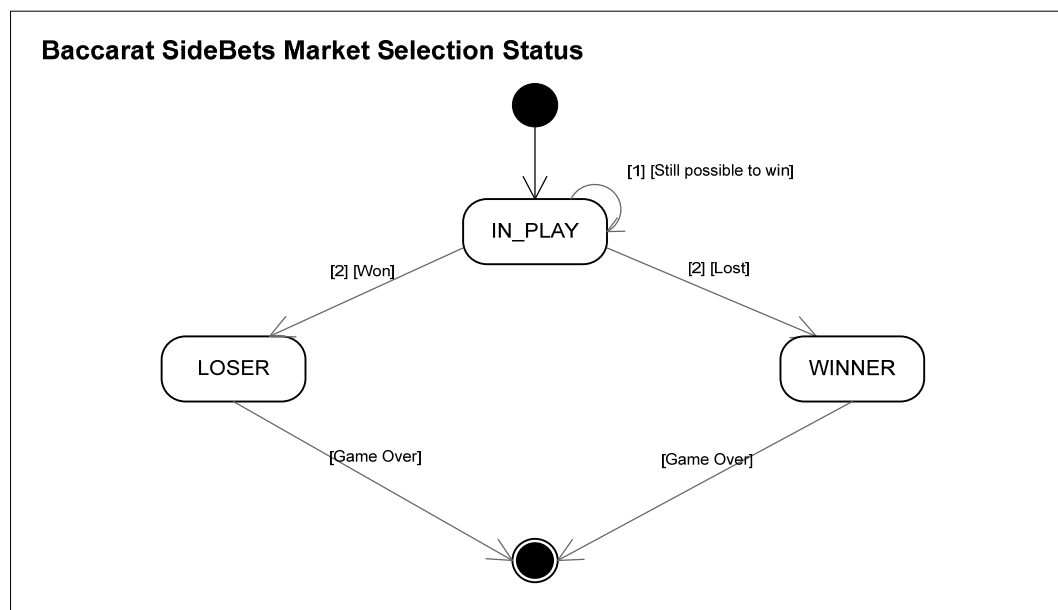 Baccarat SideBets Market Selection Status
[1] [Still possible to win]
IN_PLAY
[2] [Won]
[2] [Lost]
LOSER
WINNER
[Game Over]
[Game Over]